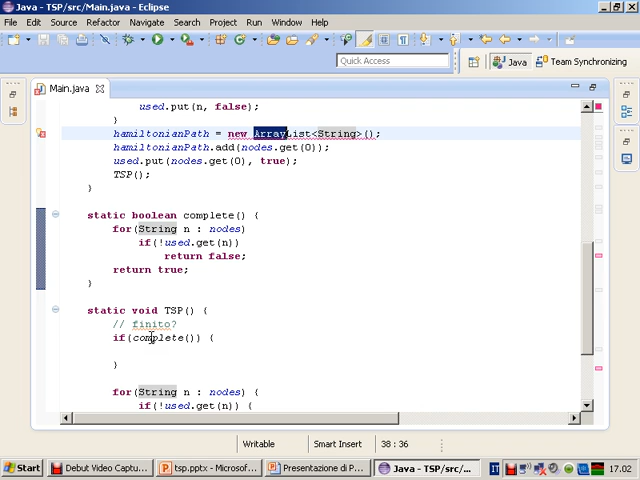 Java - TSP/src/Main.java - Eclipse
File Edit Source Refactor Navigate Search Project Run Window Help
Quick Access
Java
Team Synchronizing
Main.java
used.put(n, false);
}
hamiltonianPath = new ArrayList<String>();
hamiltonianPath.add(nodes.get(0));
used.put(nodes.get(0), true);
TSP();
}
static boolean complete() {
for(String n : nodes)
if(!used.get(n))
return false;
return true;
}
static void TSP() {
// finito?
if(complete()) {
}
for(String n : nodes) {
if(!used.get(n)) {
Writable
Smart Insert
38 : 36
Start
Debut Video Captu...
tsp.pptx - Microsof...
Presentazione di P...
Java - TSP/src/...
IT
17.02